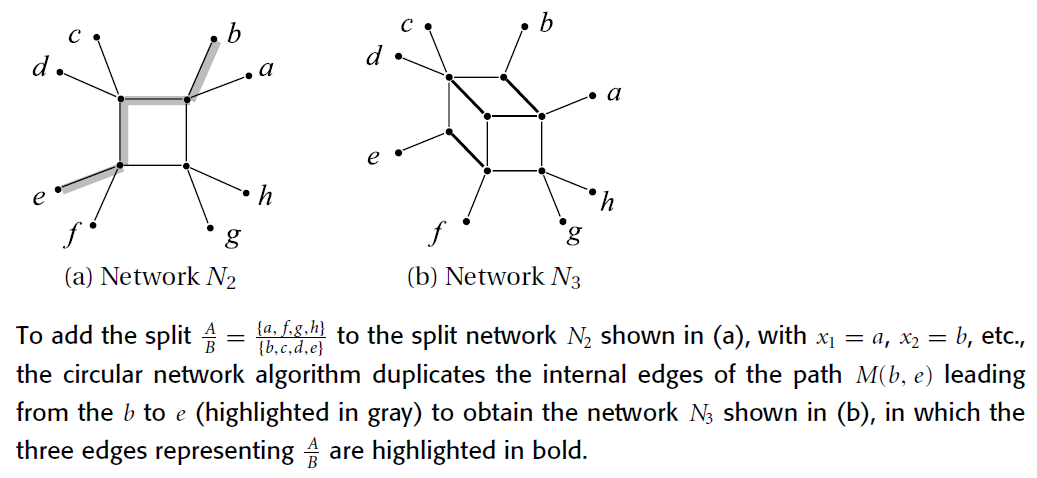 c
b
d
a
e
h
f
g
(a) Network N₂
c
b
d
a
e
h
f
g
(b) Network N₃
To add the split A/B = {a, f,g,h}/{b,c,d,e} to the split network N₂ shown in (a), with x₁ = a, x₂ = b, etc.,
the circular network algorithm duplicates the internal edges of the path M(b, e) leading
from the b to e (highlighted in gray) to obtain the network N₃ shown in (b), in which the
three edges representing A/B are highlighted in bold.